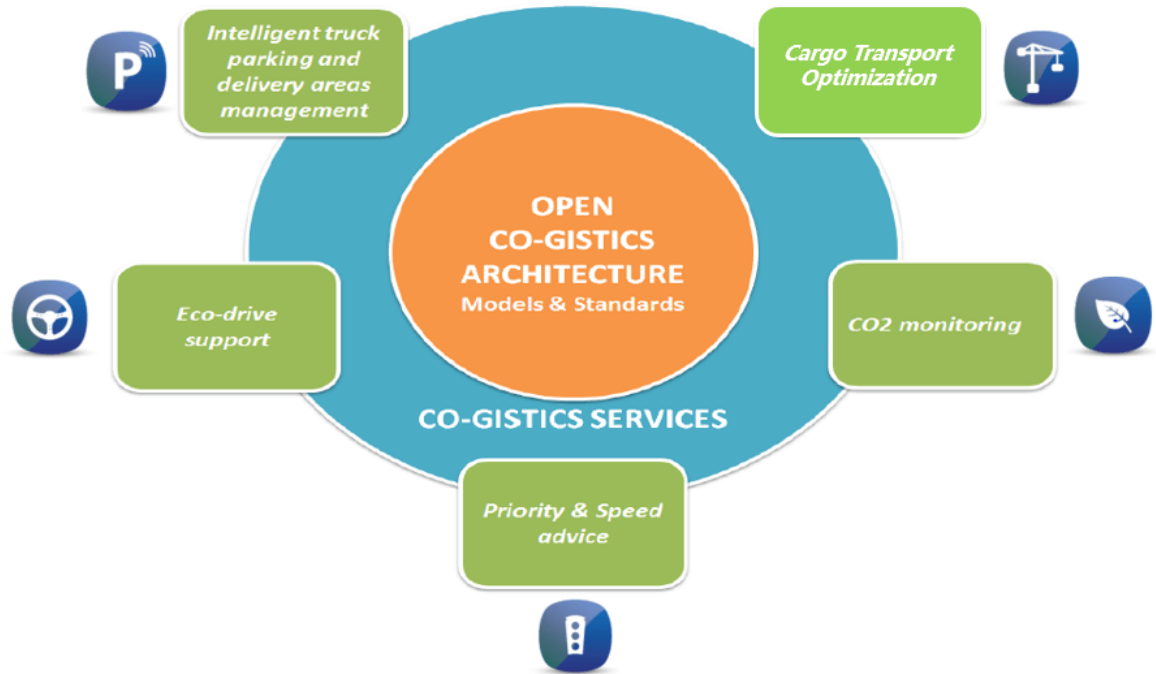 Intelligent truck
parking and
delivery areas
management
P
Cargo Transport
Optimization
OPEN
CO-GISTICS
ARCHITECTURE
Models & Standards
Eco-drive
support
CO2 monitoring
CO-GISTICS SERVICES
Priority & Speed
advice